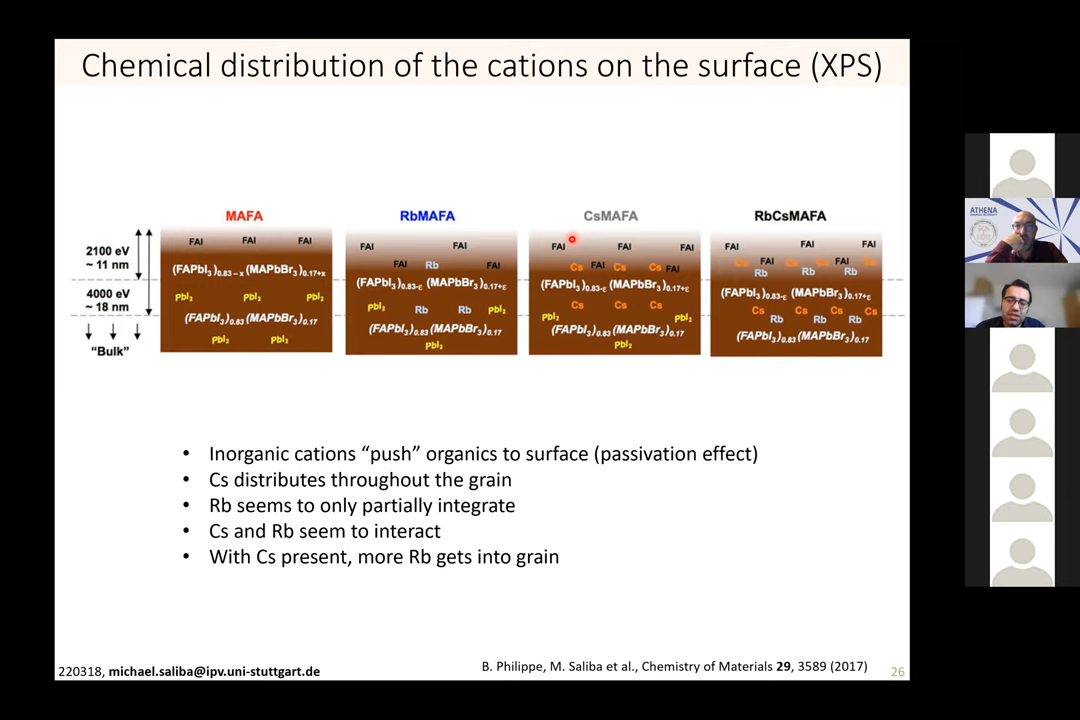 Chemical distribution of the cations on the surface (XPS)
MAFA
RbMAFA
CsMAFA
RbCsMAFA
2100 eV
~ 11 nm
4000 eV
~ 18 nm
"Bulk"
FAI FAI FAI
(FAPbI₃)₀.₈₃₋ₓ (MAPbBr₃)₀.₁₇₊ₓ
PbI₂ PbI₂ PbI₂
(FAPbI₃)₀.₈₃ (MAPbBr₃)₀.₁₇
PbI₂ PbI₂
FAI FAI
FAI Rb FAI
(FAPbI₃)₀.₈₃₋ε (MAPbBr₃)₀.₁₇₊ε
PbI₂ Rb Rb PbI₂
(FAPbI₃)₀.₈₃ (MAPbBr₃)₀.₁₇
PbI₂
FAI FAI FAI
Cs FAI Cs Cs FAI
(FAPbI₃)₀.₈₃₋ε (MAPbBr₃)₀.₁₇₊ε
Cs Cs Cs
PbI₂ PbI₂
(FAPbI₃)₀.₈₃ (MAPbBr₃)₀.₁₇
PbI₂
FAI FAI FAI
Cs FAI Cs Cs FAI Cs
Rb Rb Rb
(FAPbI₃)₀.₈₃₋ε (MAPbBr₃)₀.₁₇₊ε
Cs Cs Cs Cs
Rb Rb Rb
(FAPbI₃)₀.₈₃ (MAPbBr₃)₀.₁₇
• Inorganic cations “push” organics to surface (passivation effect)
• Cs distributes throughout the grain
• Rb seems to only partially integrate
• Cs and Rb seem to interact
• With Cs present, more Rb gets into grain
220318, michael.saliba@ipv.uni-stuttgart.de
B. Philippe, M. Saliba et al., Chemistry of Materials 29, 3589 (2017)
26
ATHENA